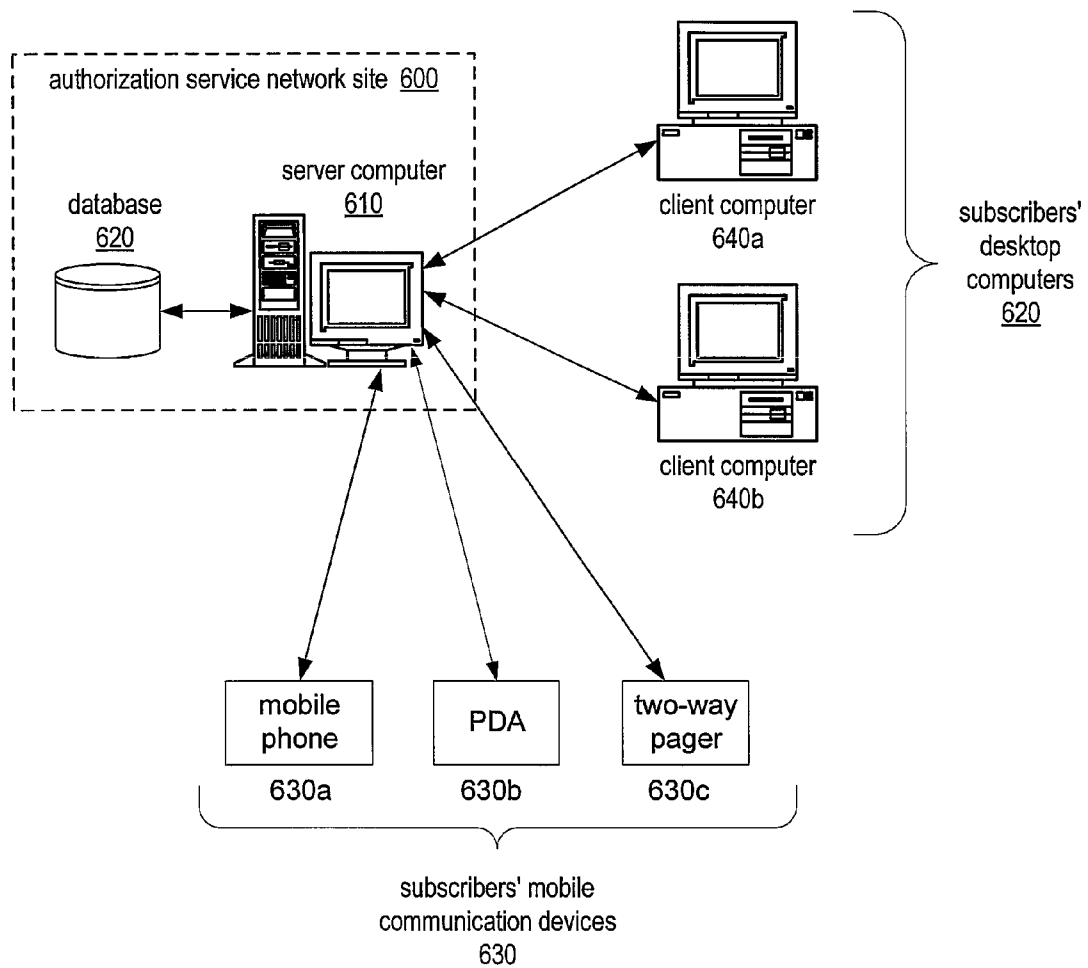 authorization service network site 600
server computer
610
database
620
client computer
640a
client computer
640b
subscribers'
desktop
computers
620
mobile
phone
630a
PDA
630b
two-way
pager
630c
subscribers' mobile
communication devices
630